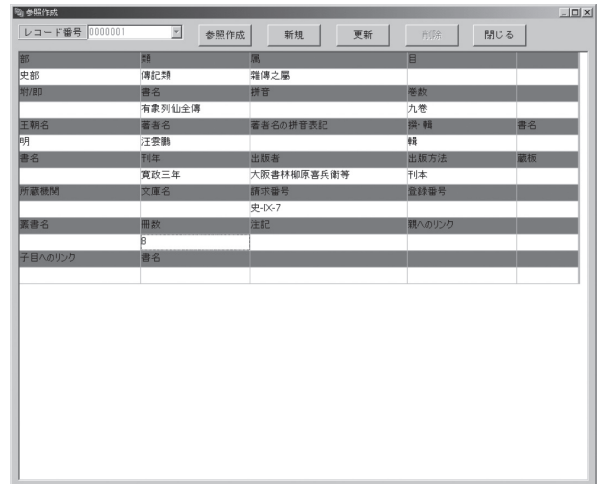 参照作成
レコード番号 0000001 参照作成 新規 更新 削除 閉じる
部 類 属 目
史部 傳記類 雜傳之屬
附/即 書名 拼音 巻数
有象列仙全傳 九巻
王朝名 著者名 著者名の拼音表記 撰・輯 書名
明 汪雲鵬 輯
書名 刊年 出版者 出版方法 蔵板
寛政三年 大阪書林柳原喜兵衛等 刊本
所蔵機関 文庫名 請求番号 登録番号
史-IX-7
叢書名 冊数 注記 親へのリンク
8
子目へのリンク 書名